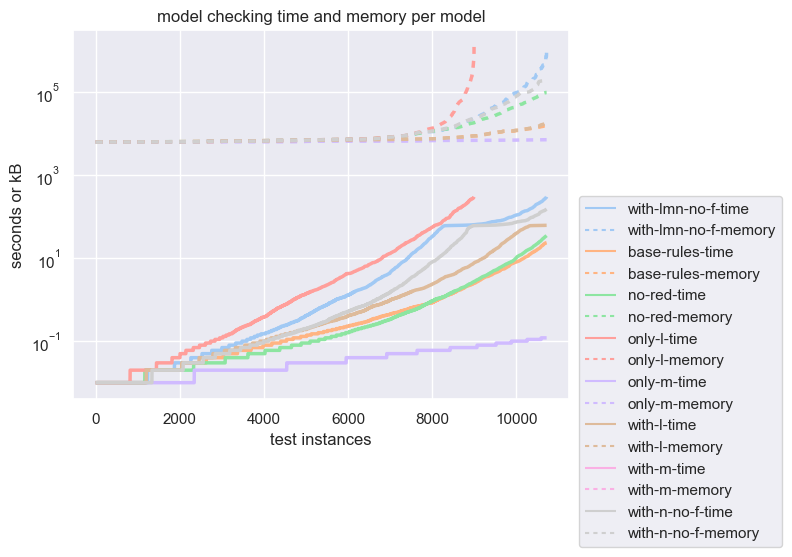 model checking time and memory per model
seconds or kB
10^5
10^3
10^1
10^-1
0 2000 4000 6000 8000 10000
test instances
with-lmn-no-f-time
with-lmn-no-f-memory
base-rules-time
base-rules-memory
no-red-time
no-red-memory
only-l-time
only-l-memory
only-m-time
only-m-memory
with-l-time
with-l-memory
with-m-time
with-m-memory
with-n-no-f-time
with-n-no-f-memory